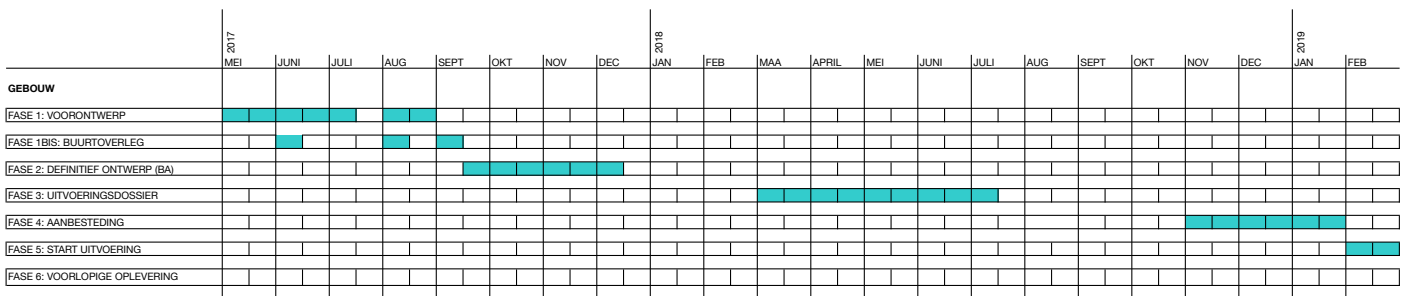 2017 2018 2019
MEI JUNI JULI AUG SEPT OKT NOV DEC JAN FEB MAA APRIL MEI JUNI JULI AUG SEPT OKT NOV DEC JAN FEB
GEBOUW
FASE 1: VOORONTWERP
FASE 1BIS: BUURTOVERLEG
FASE 2: DEFINITIEF ONTWERP (BA)
FASE 3: UITVOERINGSDOSSIER
FASE 4: AANBESTEDING
FASE 5: START UITVOERING
FASE 6: VOORLOPIGE OPLEVERING